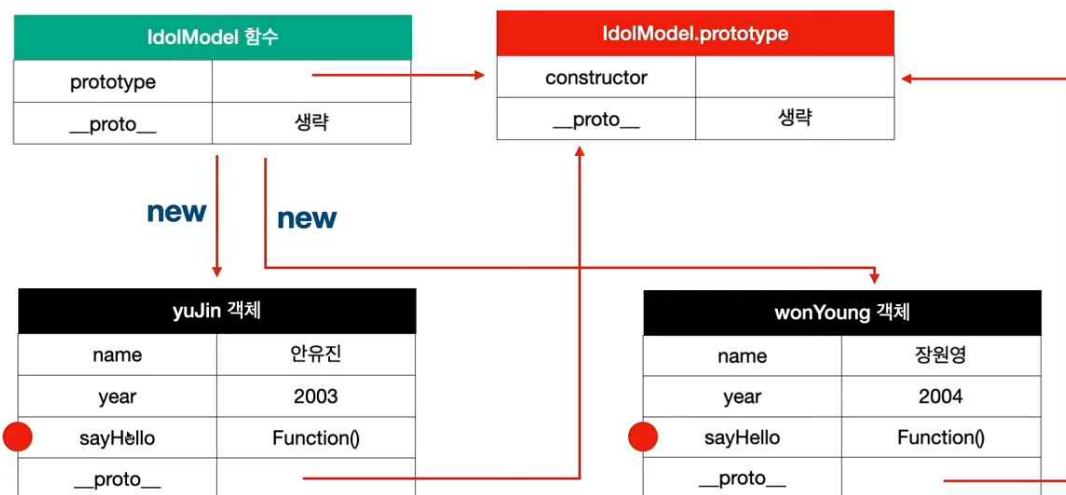 IdolModel 함수
prototype
__proto__ 생략
IdolModel.prototype
constructor
__proto__ 생략
new
new
yuJin 객체
name 안유진
year 2003
sayHello Function()
__proto__
wonYoung 객체
name 장원영
year 2004
sayHello Function()
__proto__